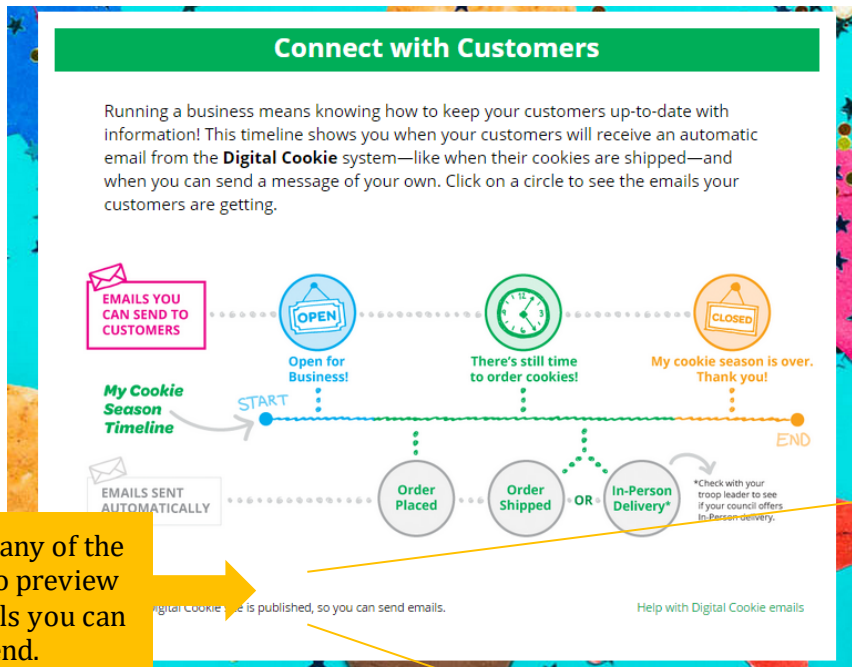 Connect with Customers
Running a business means knowing how to keep your customers up-to-date with
information! This timeline shows you when your customers will receive an automatic
email from the Digital Cookie system—like when their cookies are shipped—and
when you can send a message of your own. Click on a circle to see the emails your
customers are getting.
EMAILS YOU
CAN SEND TO
CUSTOMERS
OPEN
12
CLOSED
Open for
Business!
There's still time
to order cookies!
My cookie season is over.
Thank you!
My Cookie
Season
Timeline
START
END
EMAILS SENT
AUTOMATICALLY
Order
Placed
Order
Shipped
OR
In-Person
Delivery*
*Check with your
troop leader to see
if your council offers
In-Person delivery.
any of the
preview
ls you can
Digital Cookie is published, so you can send emails.
Help with Digital Cookie emails